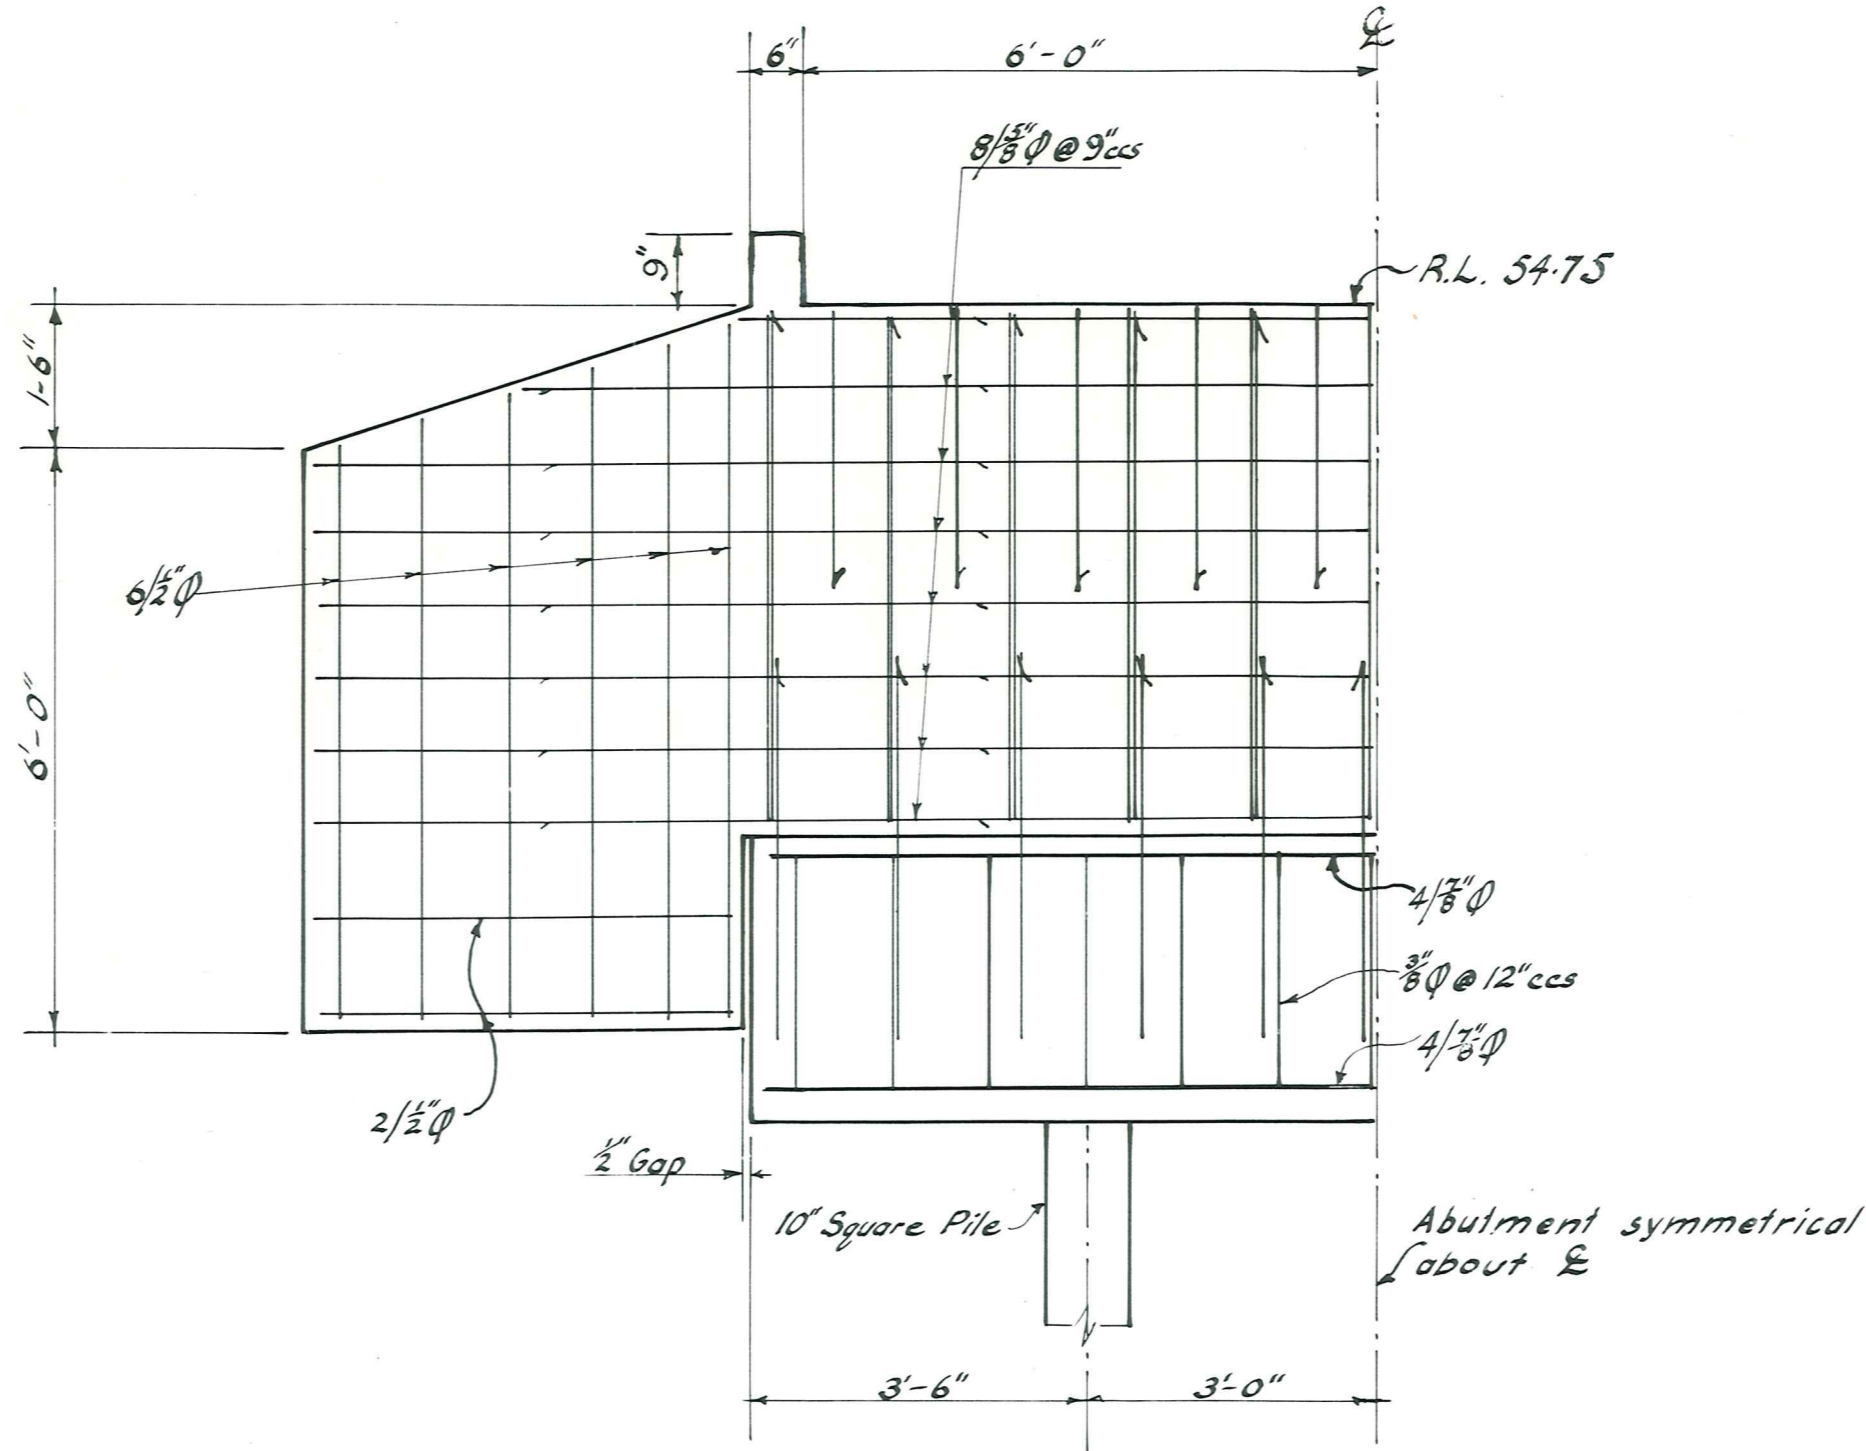 ℄
6" 6'-0"
8/5/8"Φ @ 9"ccs
9"
R.L. 54.75
1-6"
6/1/2"Φ
6'-0"
4/7/8"Φ
3/8"Φ @ 12"ccs
4/7/8"Φ
2/1/2"Φ
1/2" Gap
10" Square Pile
Abutment symmetrical
about ℄
3'-6" 3'-0"